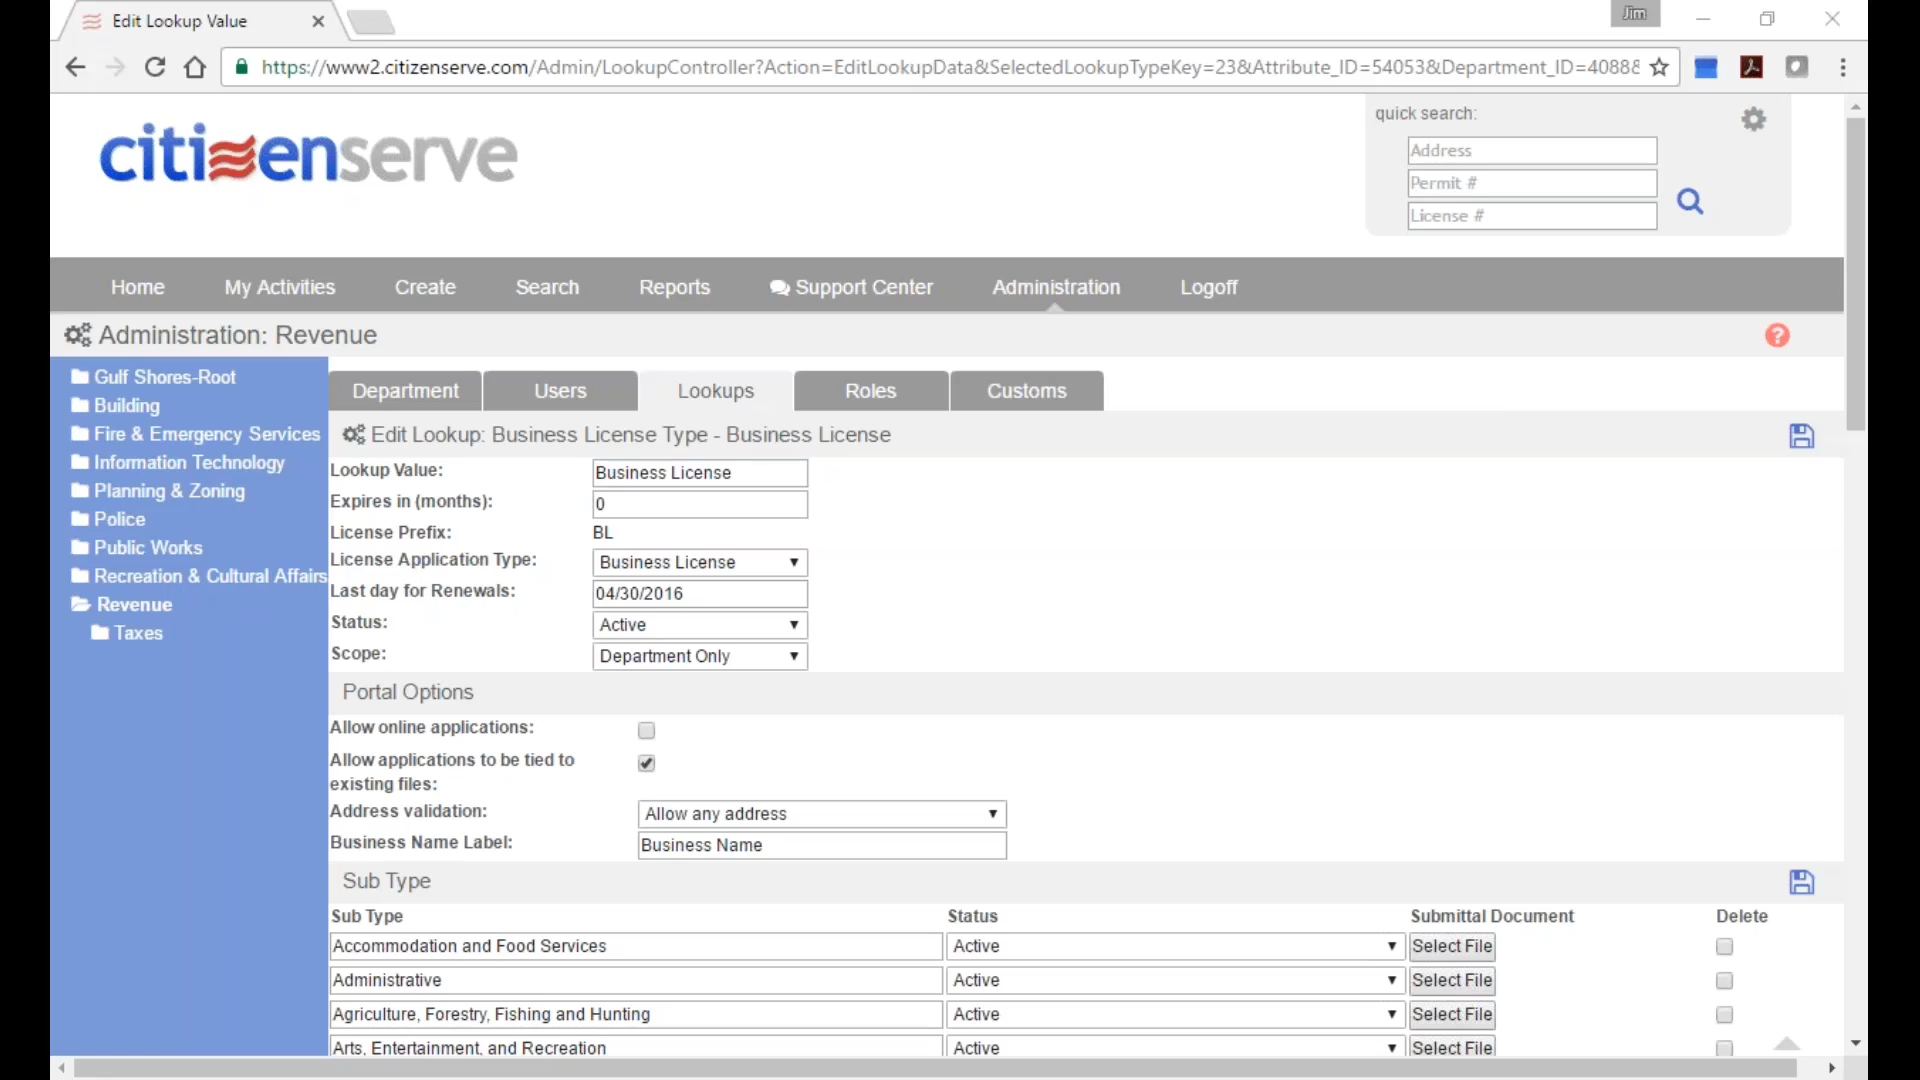 Edit Lookup Value
Jim
https://www2.citizenserve.com/Admin/LookupController?Action=EditLookupData&SelectedLookupTypeKey=23&Attribute_ID=54053&Department_ID=4088&
citizenserve
quick search:
Address
Permit #
License #
Home My Activities Create Search Reports Support Center Administration Logoff
Administration: Revenue
?
Gulf Shores-Root
Building
Fire & Emergency Services
Information Technology
Planning & Zoning
Police
Public Works
Recreation & Cultural Affairs
Revenue
Taxes
Department Users Lookups Roles Customs
Edit Lookup: Business License Type - Business License
Lookup Value: Business License
Expires in (months): 0
License Prefix: BL
License Application Type: Business License
Last day for Renewals: 04/30/2016
Status: Active
Scope: Department Only
Portal Options
Allow online applications:
Allow applications to be tied to
existing files:
Address validation: Allow any address
Business Name Label: Business Name
Sub Type
Sub Type Status Submittal Document Delete
Accommodation and Food Services Active Select File
Administrative Active Select File
Agriculture, Forestry, Fishing and Hunting Active Select File
Arts, Entertainment, and Recreation Active Select File